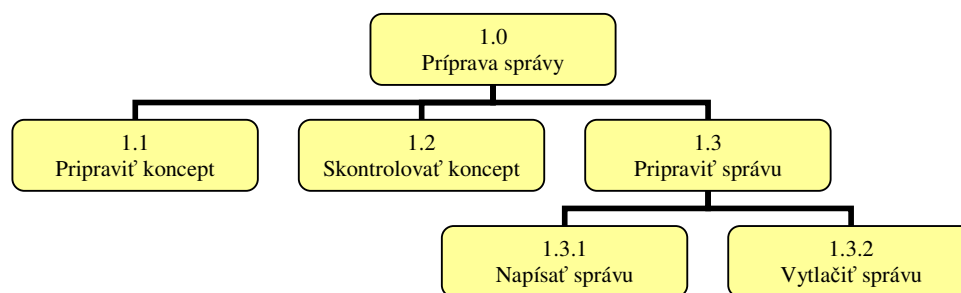 1.0
Príprava správy
1.1
Pripraviť koncept
1.2
Skontrolovať koncept
1.3
Pripraviť správu
1.3.1
Napísať správu
1.3.2
Vytlačiť správu